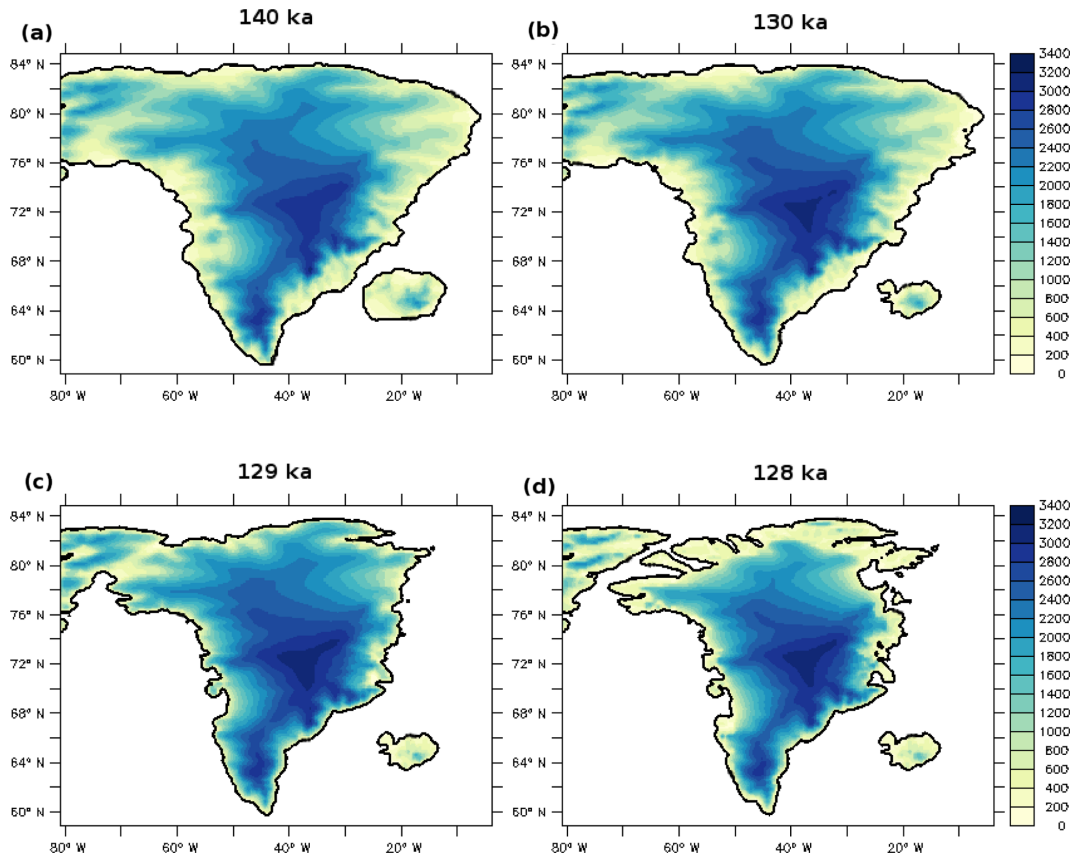 (a) 140 ka
(b) 130 ka
84° N
80° N
76° N
72° N
68° N
64° N
60° N
80° W 60° W 40° W 20° W
84° N
80° N
76° N
72° N
68° N
64° N
60° N
80° W 60° W 40° W 20° W
3400
3200
3000
2800
2600
2400
2200
2000
1800
1600
1400
1200
1000
800
600
400
200
0
(c) 129 ka
(d) 128 ka
84° N
80° N
76° N
72° N
68° N
64° N
60° N
80° W 60° W 40° W 20° W
84° N
80° N
76° N
72° N
68° N
64° N
60° N
80° W 60° W 40° W 20° W
3400
3200
3000
2800
2600
2400
2200
2000
1800
1600
1400
1200
1000
800
600
400
200
0